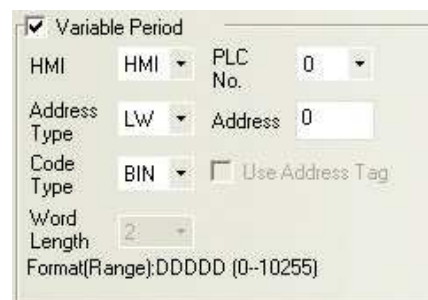 Variable Period
HMI HMI PLC No. 0
Address Type LW Address 0
Code Type BIN Use Address Tag
Word Length 2
Format(Range):DDDDD (0--10255)